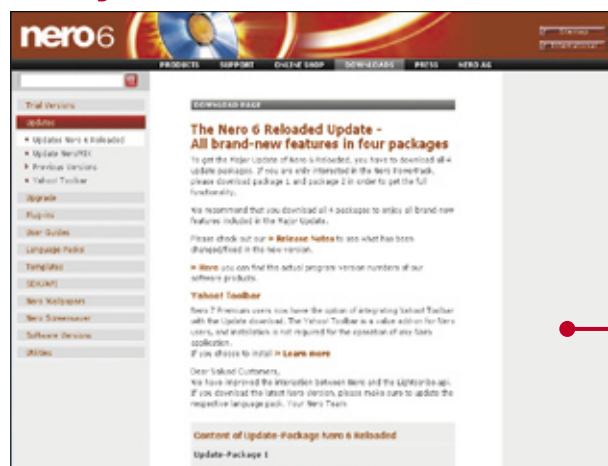 nero 6
Sitemap
International
PRODUCTS SUPPORT ONLINE SHOP DOWNLOADS PRESS NERO AG
Trial Versions
Updates
Updates Nero 6 Reloaded
Update NeroMIX
Previous Versions
Yahoo! Toolbar
Upgrade
Plug-ins
User Guides
Language Packs
Templates
SDK/API
Nero Wallpapers
Nero Screensaver
Software Versions
Utilities
DOWNLOAD PAGE
The Nero 6 Reloaded Update -
All brand-new features in four packages
To get the Major Update of Nero 6 Reloaded, you have to download all 4
update packages. If you are only interested in the Nero PowerPack,
please download package 1 and package 2 in order to get the full
functionality.
We recommend that you download all 4 packages to enjoy all brand-new
features included in the Major Update.
Please check out our » Release Notes to see what has been
changed/fixed in the new version.
» Here you can find the actual program version numbers of our
software products.
Yahoo! Toolbar
Nero 7 Premium users now have the option of integrating Yahoo! Toolbar
with the Update download. The Yahoo! Toolbar is a value addon for Nero
users, and installation is not required for the operation of any Nero
application.
If you choose to install » Learn more
Dear Valued Customers,
We have improved the interaction between Nero and the Lightscribe api.
If you download the latest Nero Version, please make sure to update the
respective language pack. Your Nero Team
Content of Update-Package Nero 6 Reloaded
Update-Package 1